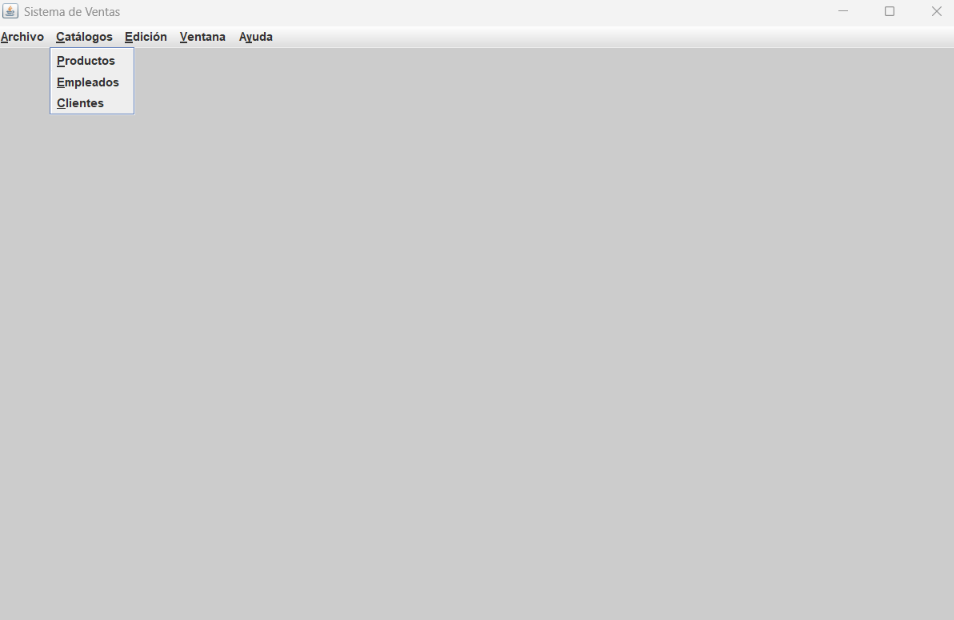 Sistema de Ventas
Archivo Catálogos Edición Ventana Ayuda
Productos
Empleados
Clientes